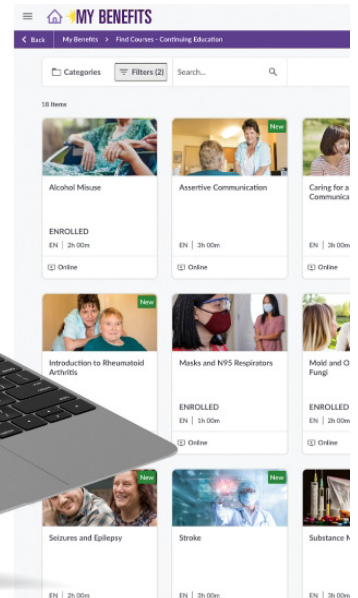 MY BENEFITS
Back My Benefits > Find Courses - Continuing Education
Categories Filters (2) Search...
18 Items
New
Alcohol Misuse Assertive Communication Caring for a
Communica
ENROLLED
EN | 2h 00m EN | 3h 00m EN | 3h 00m
Online Online Online
New
Introduction to Rheumatoid Masks and N95 Respirators Mold and O
Arthritis Fungi
ENROLLED ENROLLED
EN | 1h 00m EN | 2h 00m
Online Online
New New
Seizures and Epilepsy Stroke Substance M
EN | 2h 00m EN | 3h 00m EN | 3h 00m